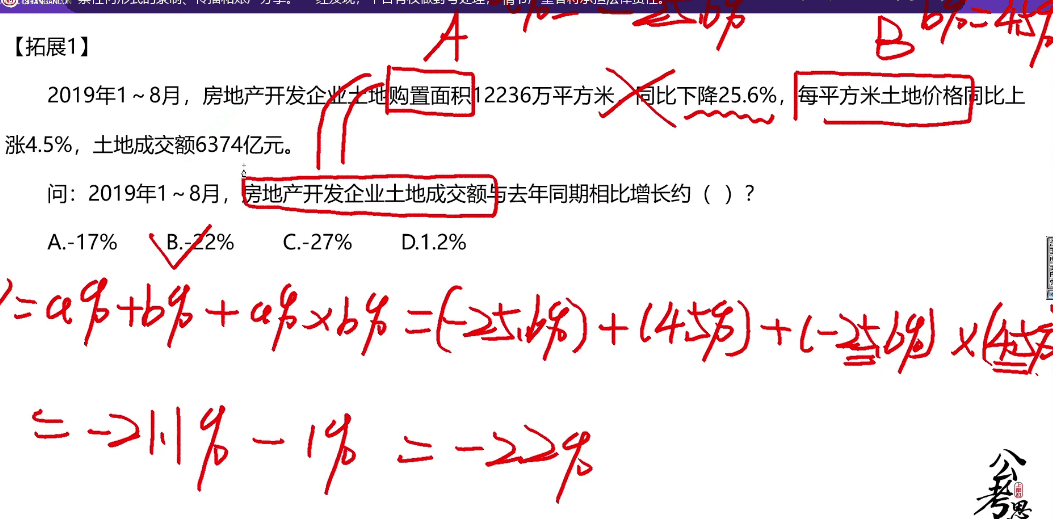 A a%=-25.6% B b%=4.5%
【拓展1】
2019年1～8月，房地产开发企业土地购置面积12236万平方米，同比下降25.6%，每平方米土地价格同比上
涨4.5%，土地成交额6374亿元。
问：2019年1～8月，房地产开发企业土地成交额与去年同期相比增长约（ ）？
A.-17% B.-22% C.-27% D.1.2%
=a%+b%+a%×b%=(-25.6%)+(4.5%)+(-25.6%)×(4.5%
=-21.1%-1%=-22%
公考思